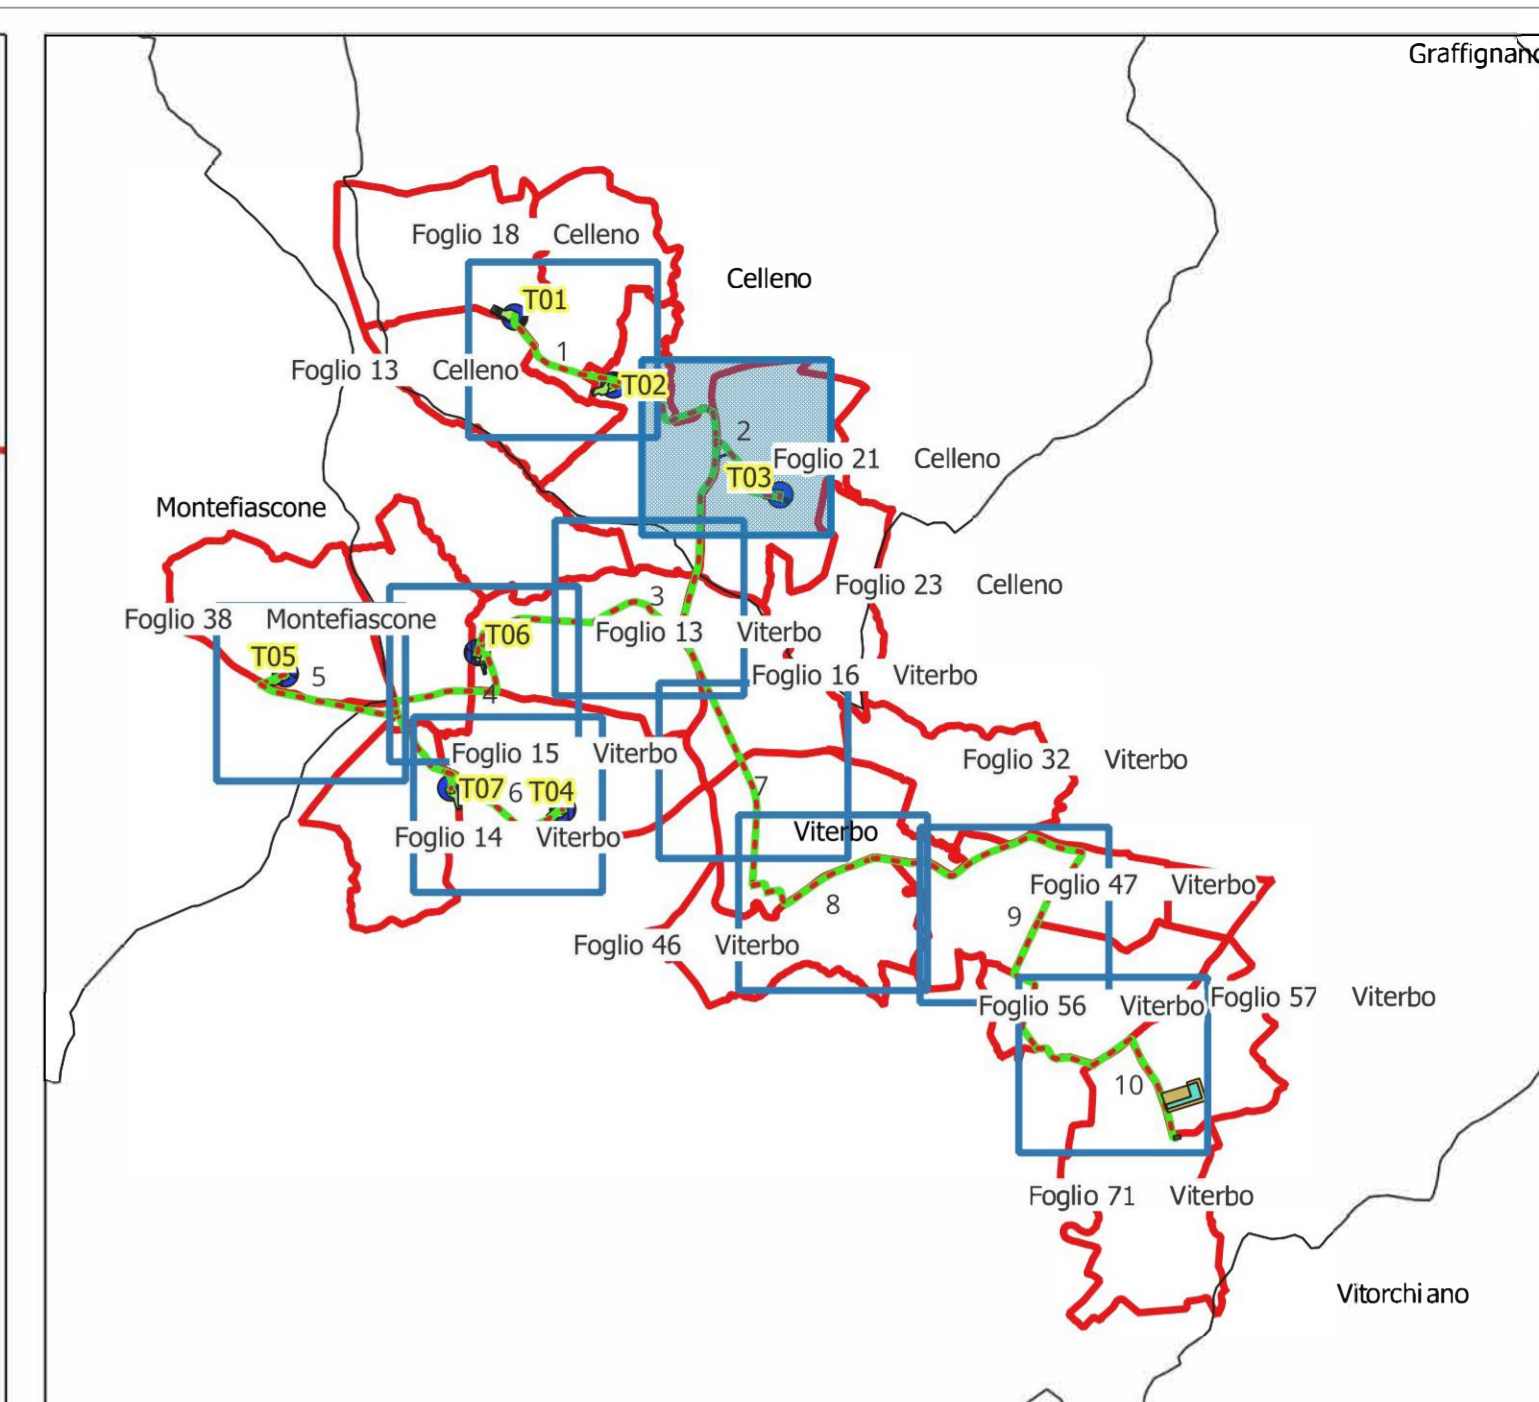 Graffignano
Foglio 18 Celleno
Celleno
T01
1
Foglio 13 Celleno
T02
2
Foglio 21 Celleno
T03
Montefiascone
Foglio 23 Celleno
3
Foglio 38 Montefiascone
T06
Foglio 13 Viterbo
T05
5
Foglio 16 Viterbo
4
Foglio 15 Viterbo
Foglio 32 Viterbo
T07
6
T04
7
Foglio 14 Viterbo
Viterbo
Foglio 47 Viterbo
8
9
Foglio 46 Viterbo
Foglio 56 Viterbo
Foglio 57 Viterbo
10
Foglio 71 Viterbo
Vitorchiano